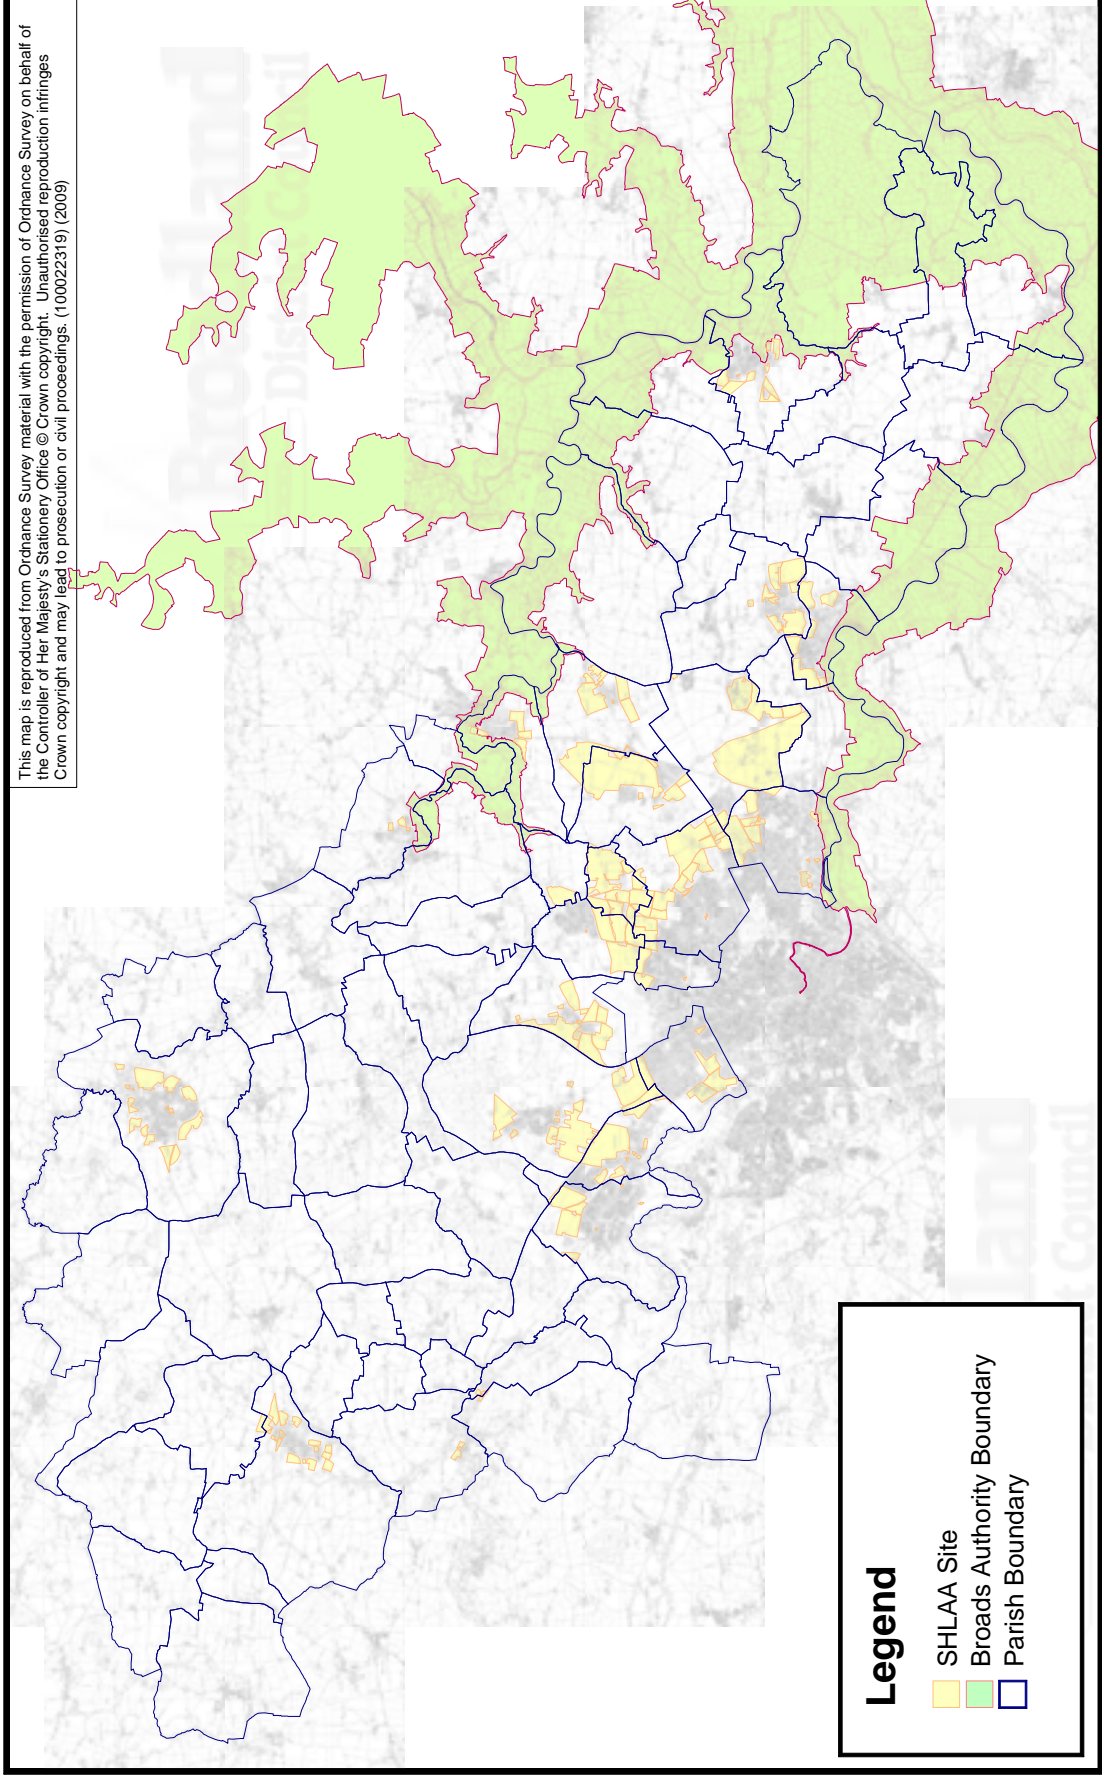 This map is reproduced from Ordnance Survey material with the permission of Ordnance Survey on behalf of
the Controller of Her Majesty's Stationery Office © Crown copyright. Unauthorised reproduction infringes
Crown copyright and may lead to prosecution or civil proceedings. (100022319) (2009)
Legend
SHLAA Site
Broads Authority Boundary
Parish Boundary